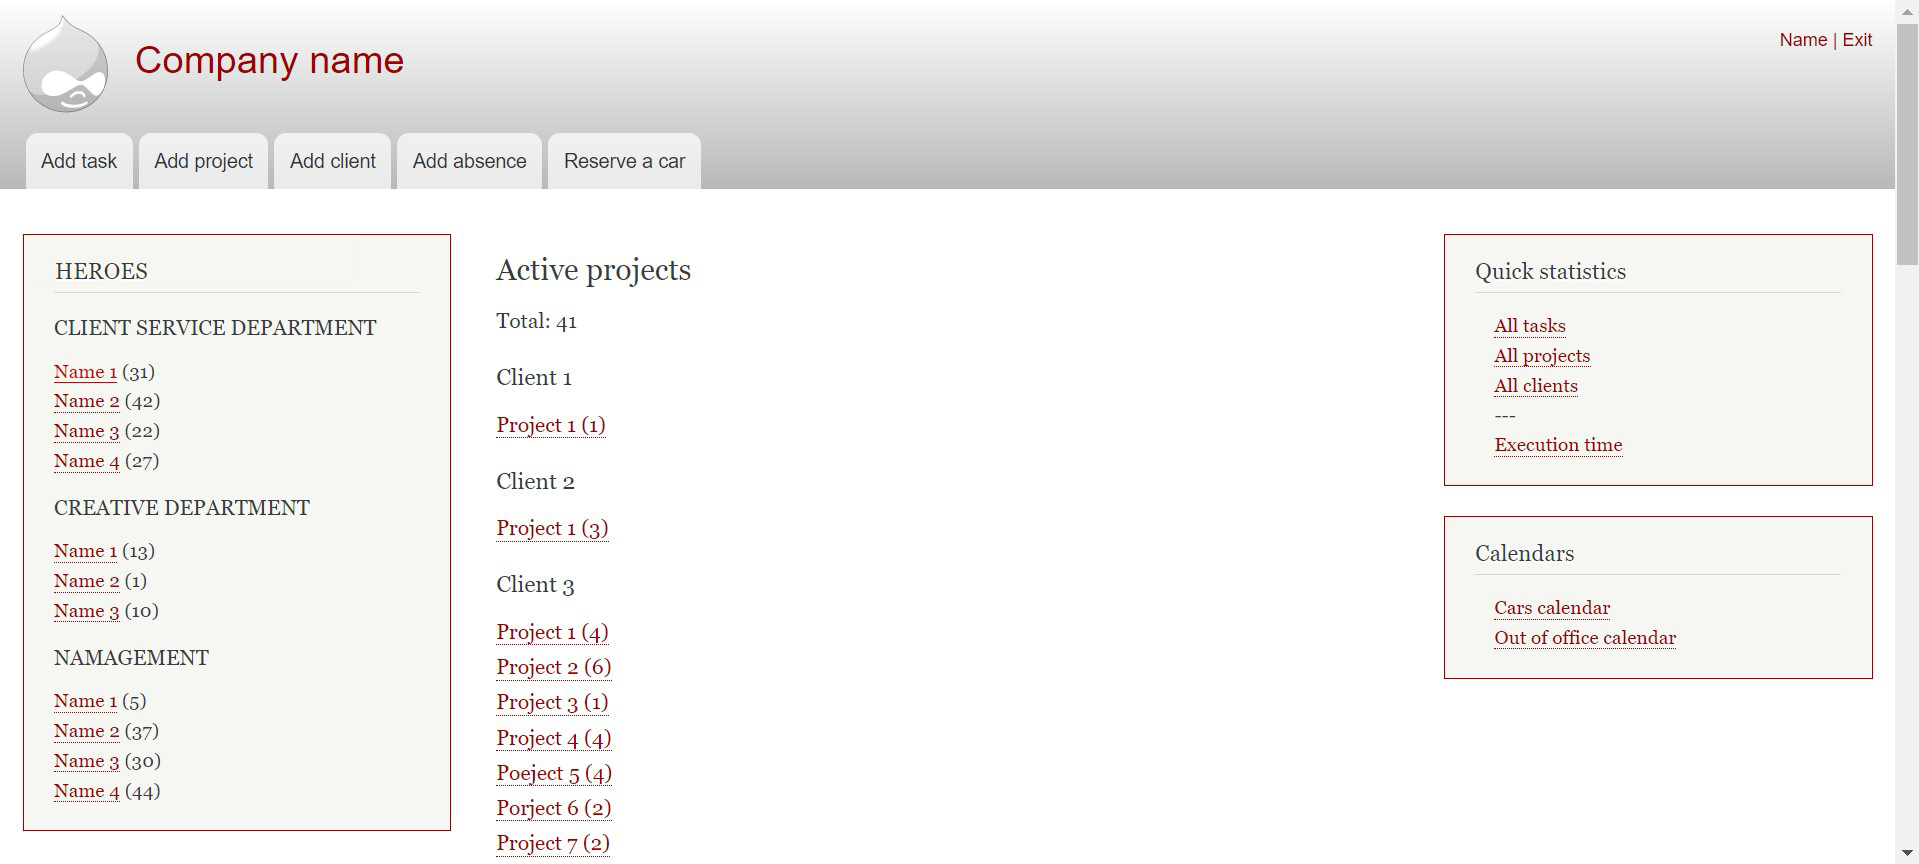 Company name
Name | Exit
Add task
Add project
Add client
Add absence
Reserve a car
HEROES
CLIENT SERVICE DEPARTMENT
Name 1 (31)
Name 2 (42)
Name 3 (22)
Name 4 (27)
CREATIVE DEPARTMENT
Name 1 (13)
Name 2 (1)
Name 3 (10)
NAMAGEMENT
Name 1 (5)
Name 2 (37)
Name 3 (30)
Name 4 (44)
Active projects
Total: 41
Client 1
Project 1 (1)
Client 2
Project 1 (3)
Client 3
Project 1 (4)
Project 2 (6)
Project 3 (1)
Project 4 (4)
Poeject 5 (4)
Porject 6 (2)
Project 7 (2)
Quick statistics
All tasks
All projects
All clients
---
Execution time
Calendars
Cars calendar
Out of office calendar